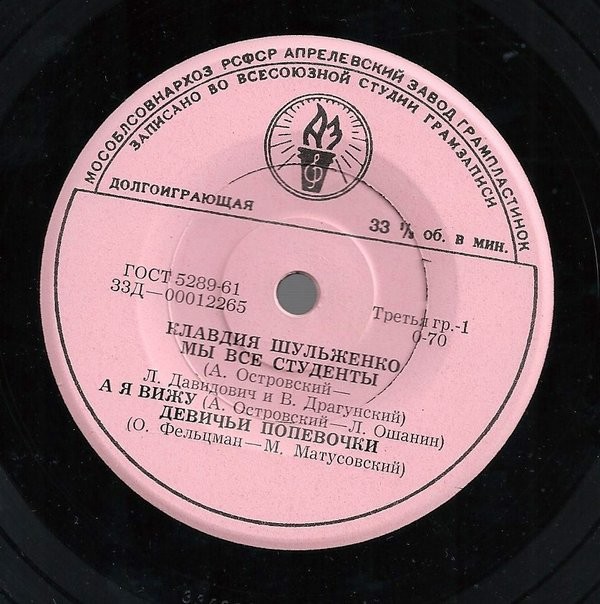 МОСОБЛСОВНАРХОЗ РСФСР АПРЕЛЕВСКИЙ ЗАВОД ГРАМПЛАСТИНОК
ЗАПИСАНО ВО ВСЕСОЮЗНОЙ СТУДИИ ГРАМЗАПИСИ
АЗ
ДОЛГОИГРАЮЩАЯ 33 ⅓ об. в мин.
ГОСТ 5289-61
33Д—00012265
Третья гр.-1
0-70
КЛАВДИЯ ШУЛЬЖЕНКО
МЫ ВСЕ СТУДЕНТЫ
(А. Островский—
Л. Давидович и В. Драгунский)
А Я ВИЖУ (А. Островский—Л. Ошанин)
ДЕВИЧЬИ ПОПЕВОЧКИ
(О. Фельцман—М. Матусовский)